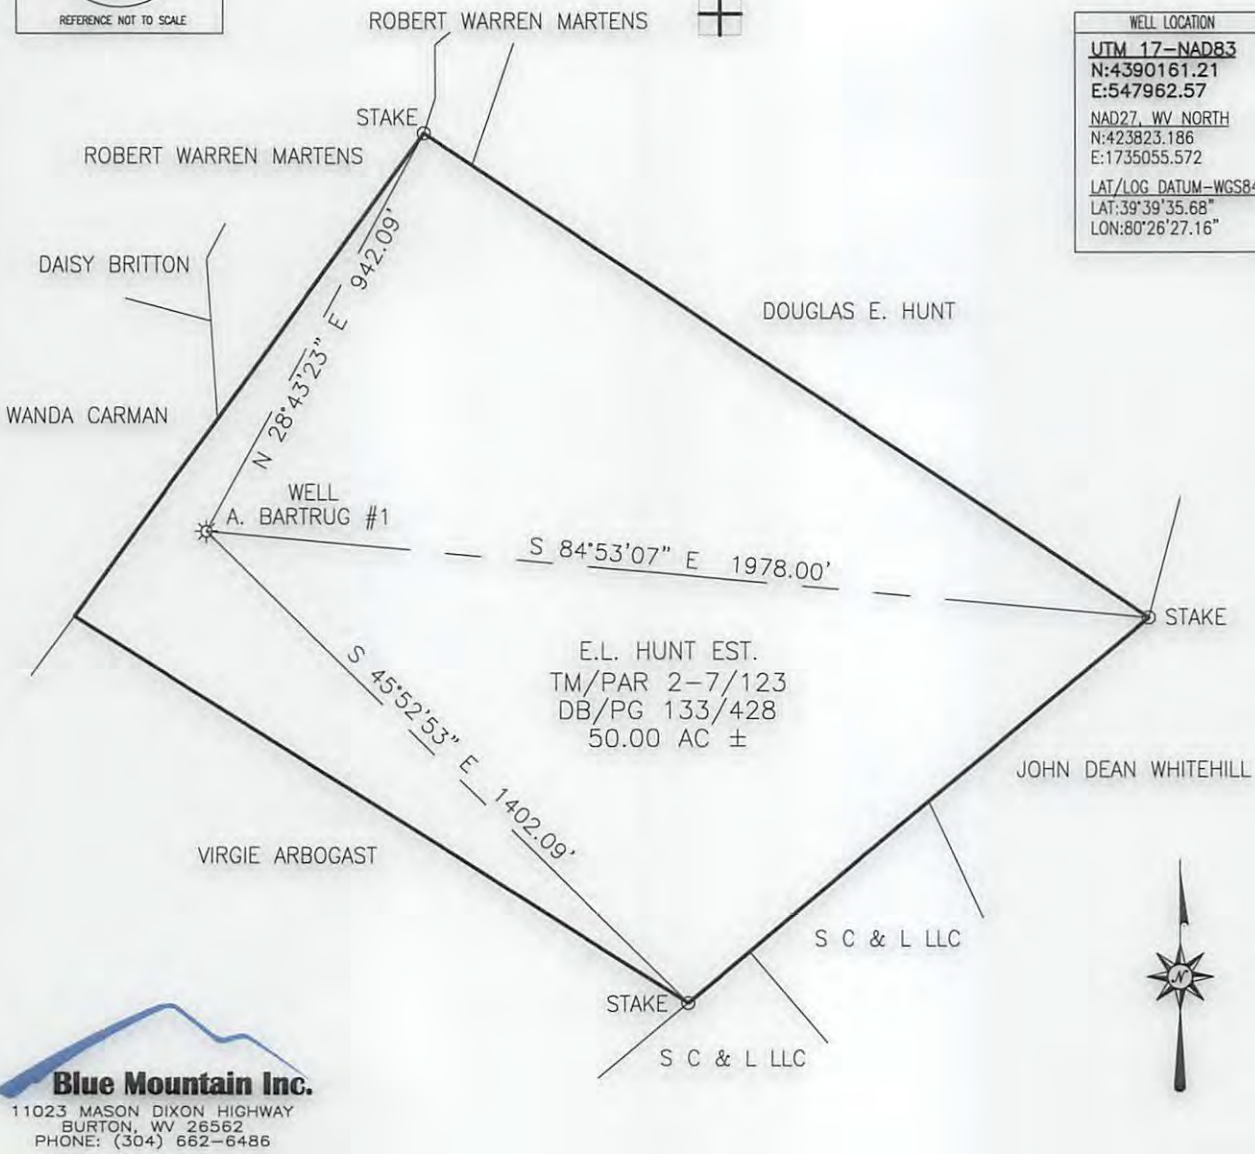 REFERENCE NOT TO SCALE
ROBERT WARREN MARTENS
WELL LOCATION
UTM 17-NAD83
N:4390161.21
E:547962.57
NAD27, WV NORTH
N:423823.186
E:1735055.572
LAT/LOG DATUM-WGS84
LAT:39°39'35.68"
LON:80°26'27.16"
STAKE
ROBERT WARREN MARTENS
DAISY BRITTON
N 28°43'23" E 942.09'
DOUGLAS E. HUNT
WANDA CARMAN
WELL
A. BARTRUG #1
S 84°53'07" E 1978.00'
STAKE
E.L. HUNT EST.
TM/PAR 2-7/123
DB/PG 133/428
50.00 AC ±
S 45°52'53" E 1402.09'
JOHN DEAN WHITEHILL
VIRGIE ARBOGAST
S C & L LLC
STAKE
S C & L LLC
N
Blue Mountain Inc.
11023 MASON DIXON HIGHWAY
BURTON, WV 26562
PHONE: (304) 662-6486